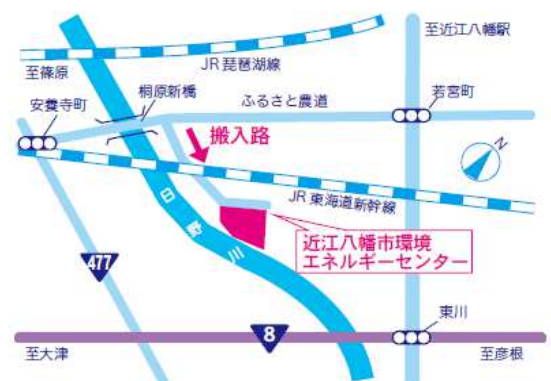 至近江八幡駅
JR琵琶湖線
至篠原
桐原新橋
安養寺町
ふるさと農道
若宮町
搬入路
N
JR東海道新幹線
日野川
近江八幡市環境
エネルギーセンター
477
8
東川
至大津
至彦根